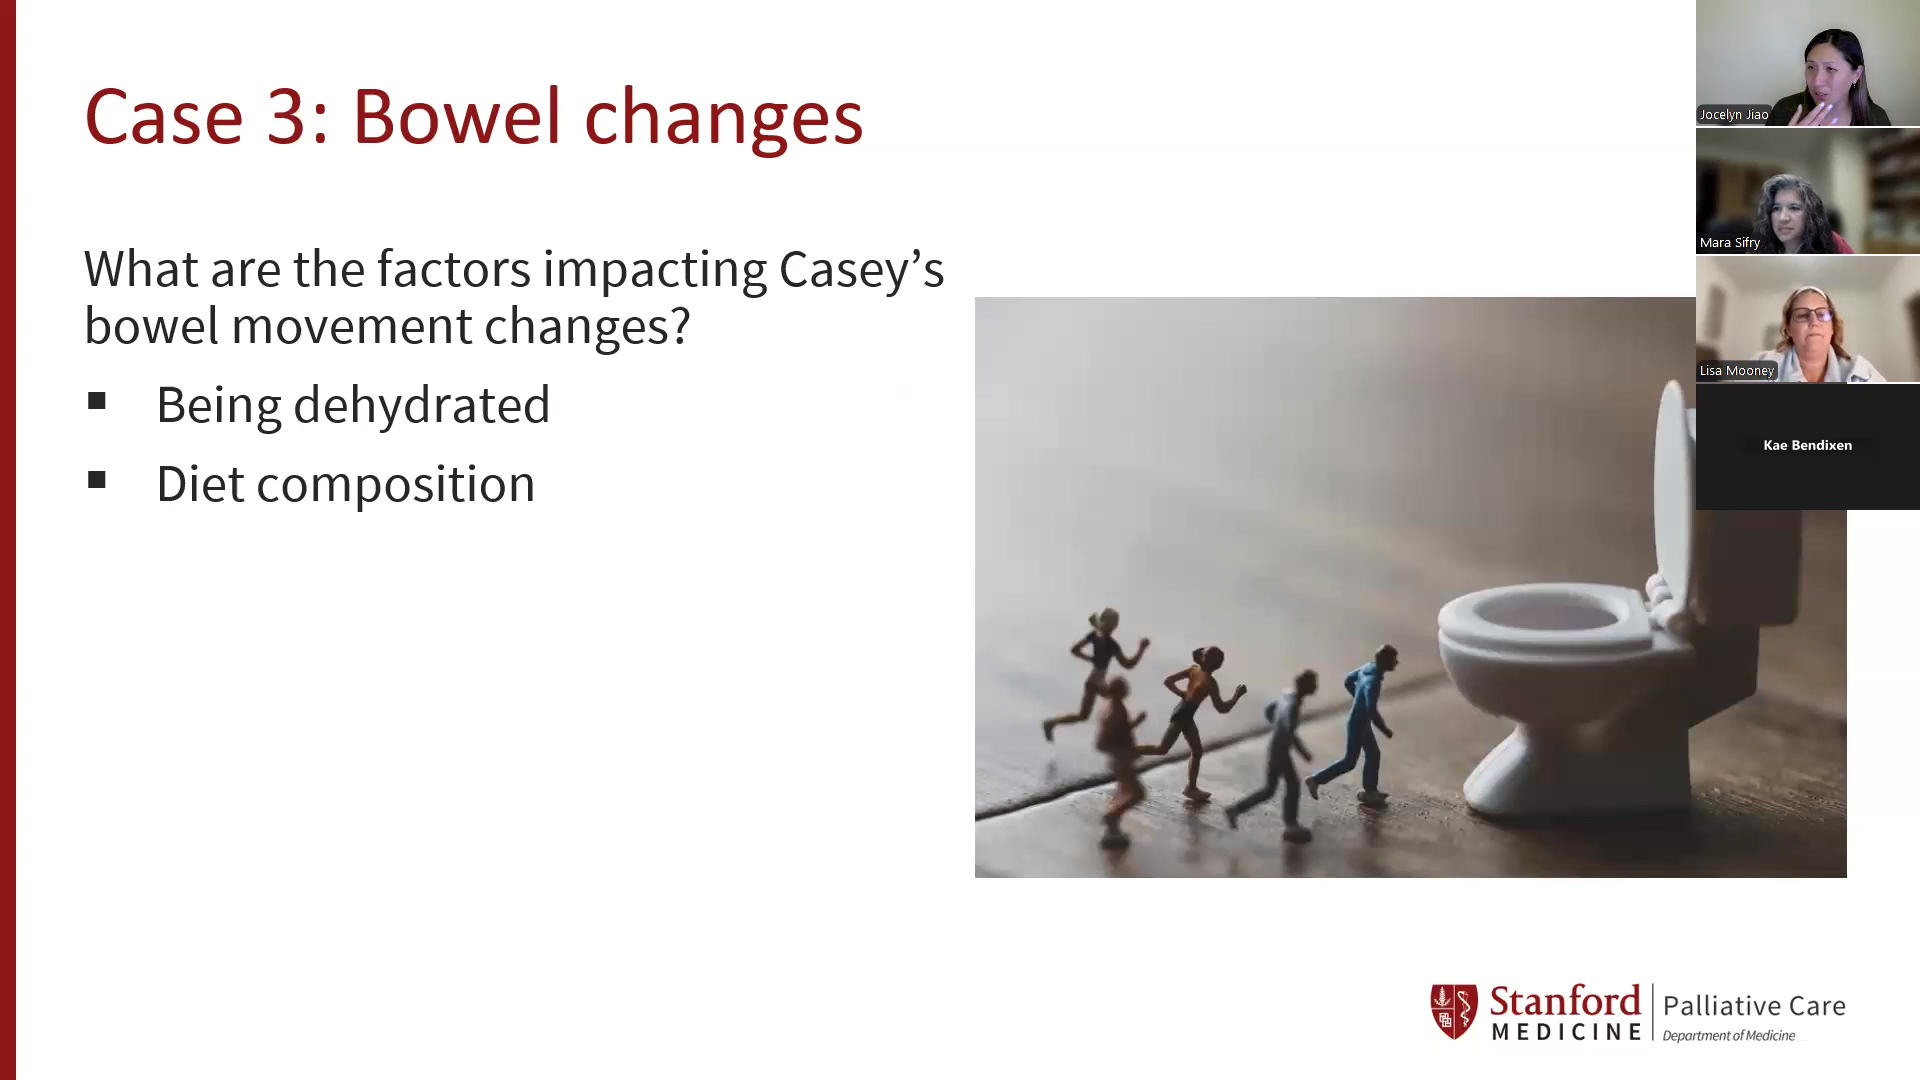 Case 3: Bowel changes
What are the factors impacting Casey’s
bowel movement changes?
▪ Being dehydrated
▪ Diet composition
Jocelyn Jiao
Mara Sifry
Lisa Mooney
Kae Bendixen
Stanford
MEDICINE
Palliative Care
Department of Medicine